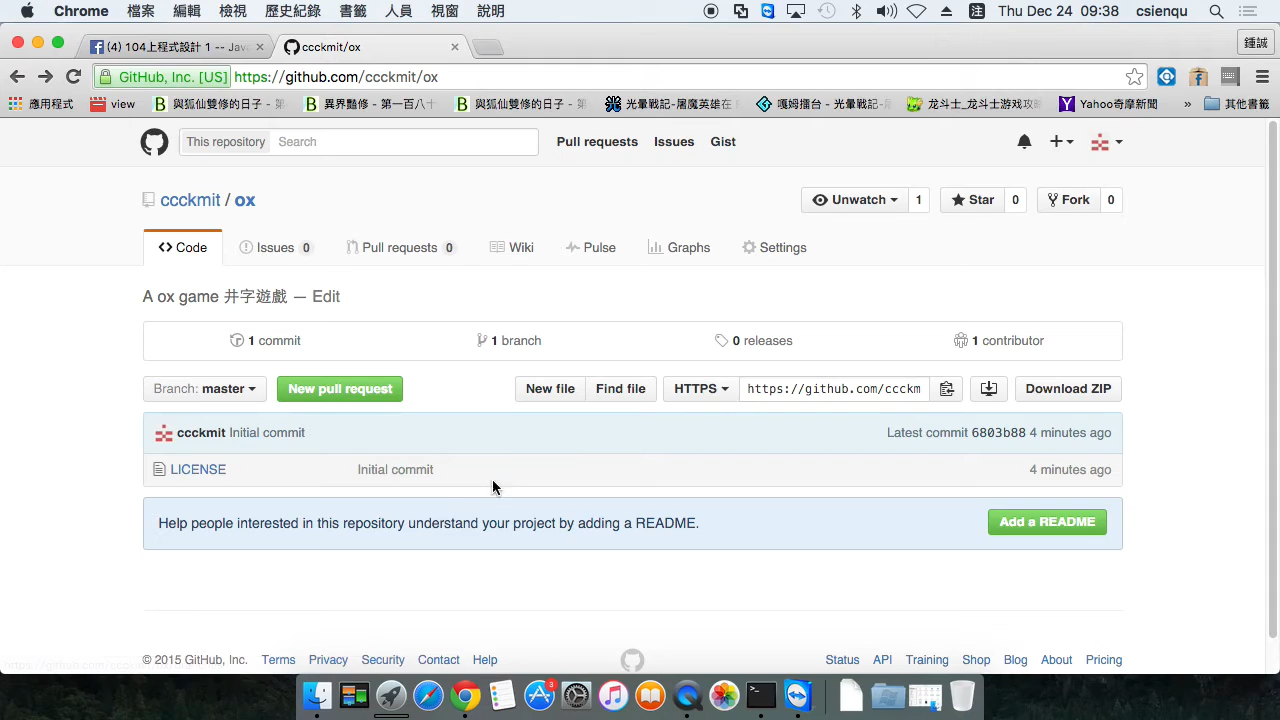 Chrome 檔案 編輯 檢視 歷史紀錄 書籤 人員 視窗 說明 注 Thu Dec 24 09:38 csienqu
(4) 104上程式設計 1 -- Jav ccckmit/ox 鍾誠
GitHub, Inc. [US] https://github.com/ccckmit/ox
應用程式 view 與狐仙雙修的日子 - 第 異界豔修 - 第一百八十 與狐仙雙修的日子 - 第 光暈戰記-屠魔英雄在 嘎姆擂台 - 光暈戰記- 龙斗士_龙斗士游戏攻 Yahoo奇摩新聞 » 其他書籤
This repository Search Pull requests Issues Gist
ccckmit / ox Unwatch 1 Star 0 Fork 0
Code Issues 0 Pull requests 0 Wiki Pulse Graphs Settings
A ox game 井字遊戲 — Edit
1 commit 1 branch 0 releases 1 contributor
Branch: master New pull request New file Find file HTTPS https://github.com/ccckm Download ZIP
ccckmit Initial commit Latest commit 6803b88 4 minutes ago
LICENSE Initial commit 4 minutes ago
Help people interested in this repository understand your project by adding a README. Add a README
© 2015 GitHub, Inc. Terms Privacy Security Contact Help Status API Training Shop Blog About Pricing
3